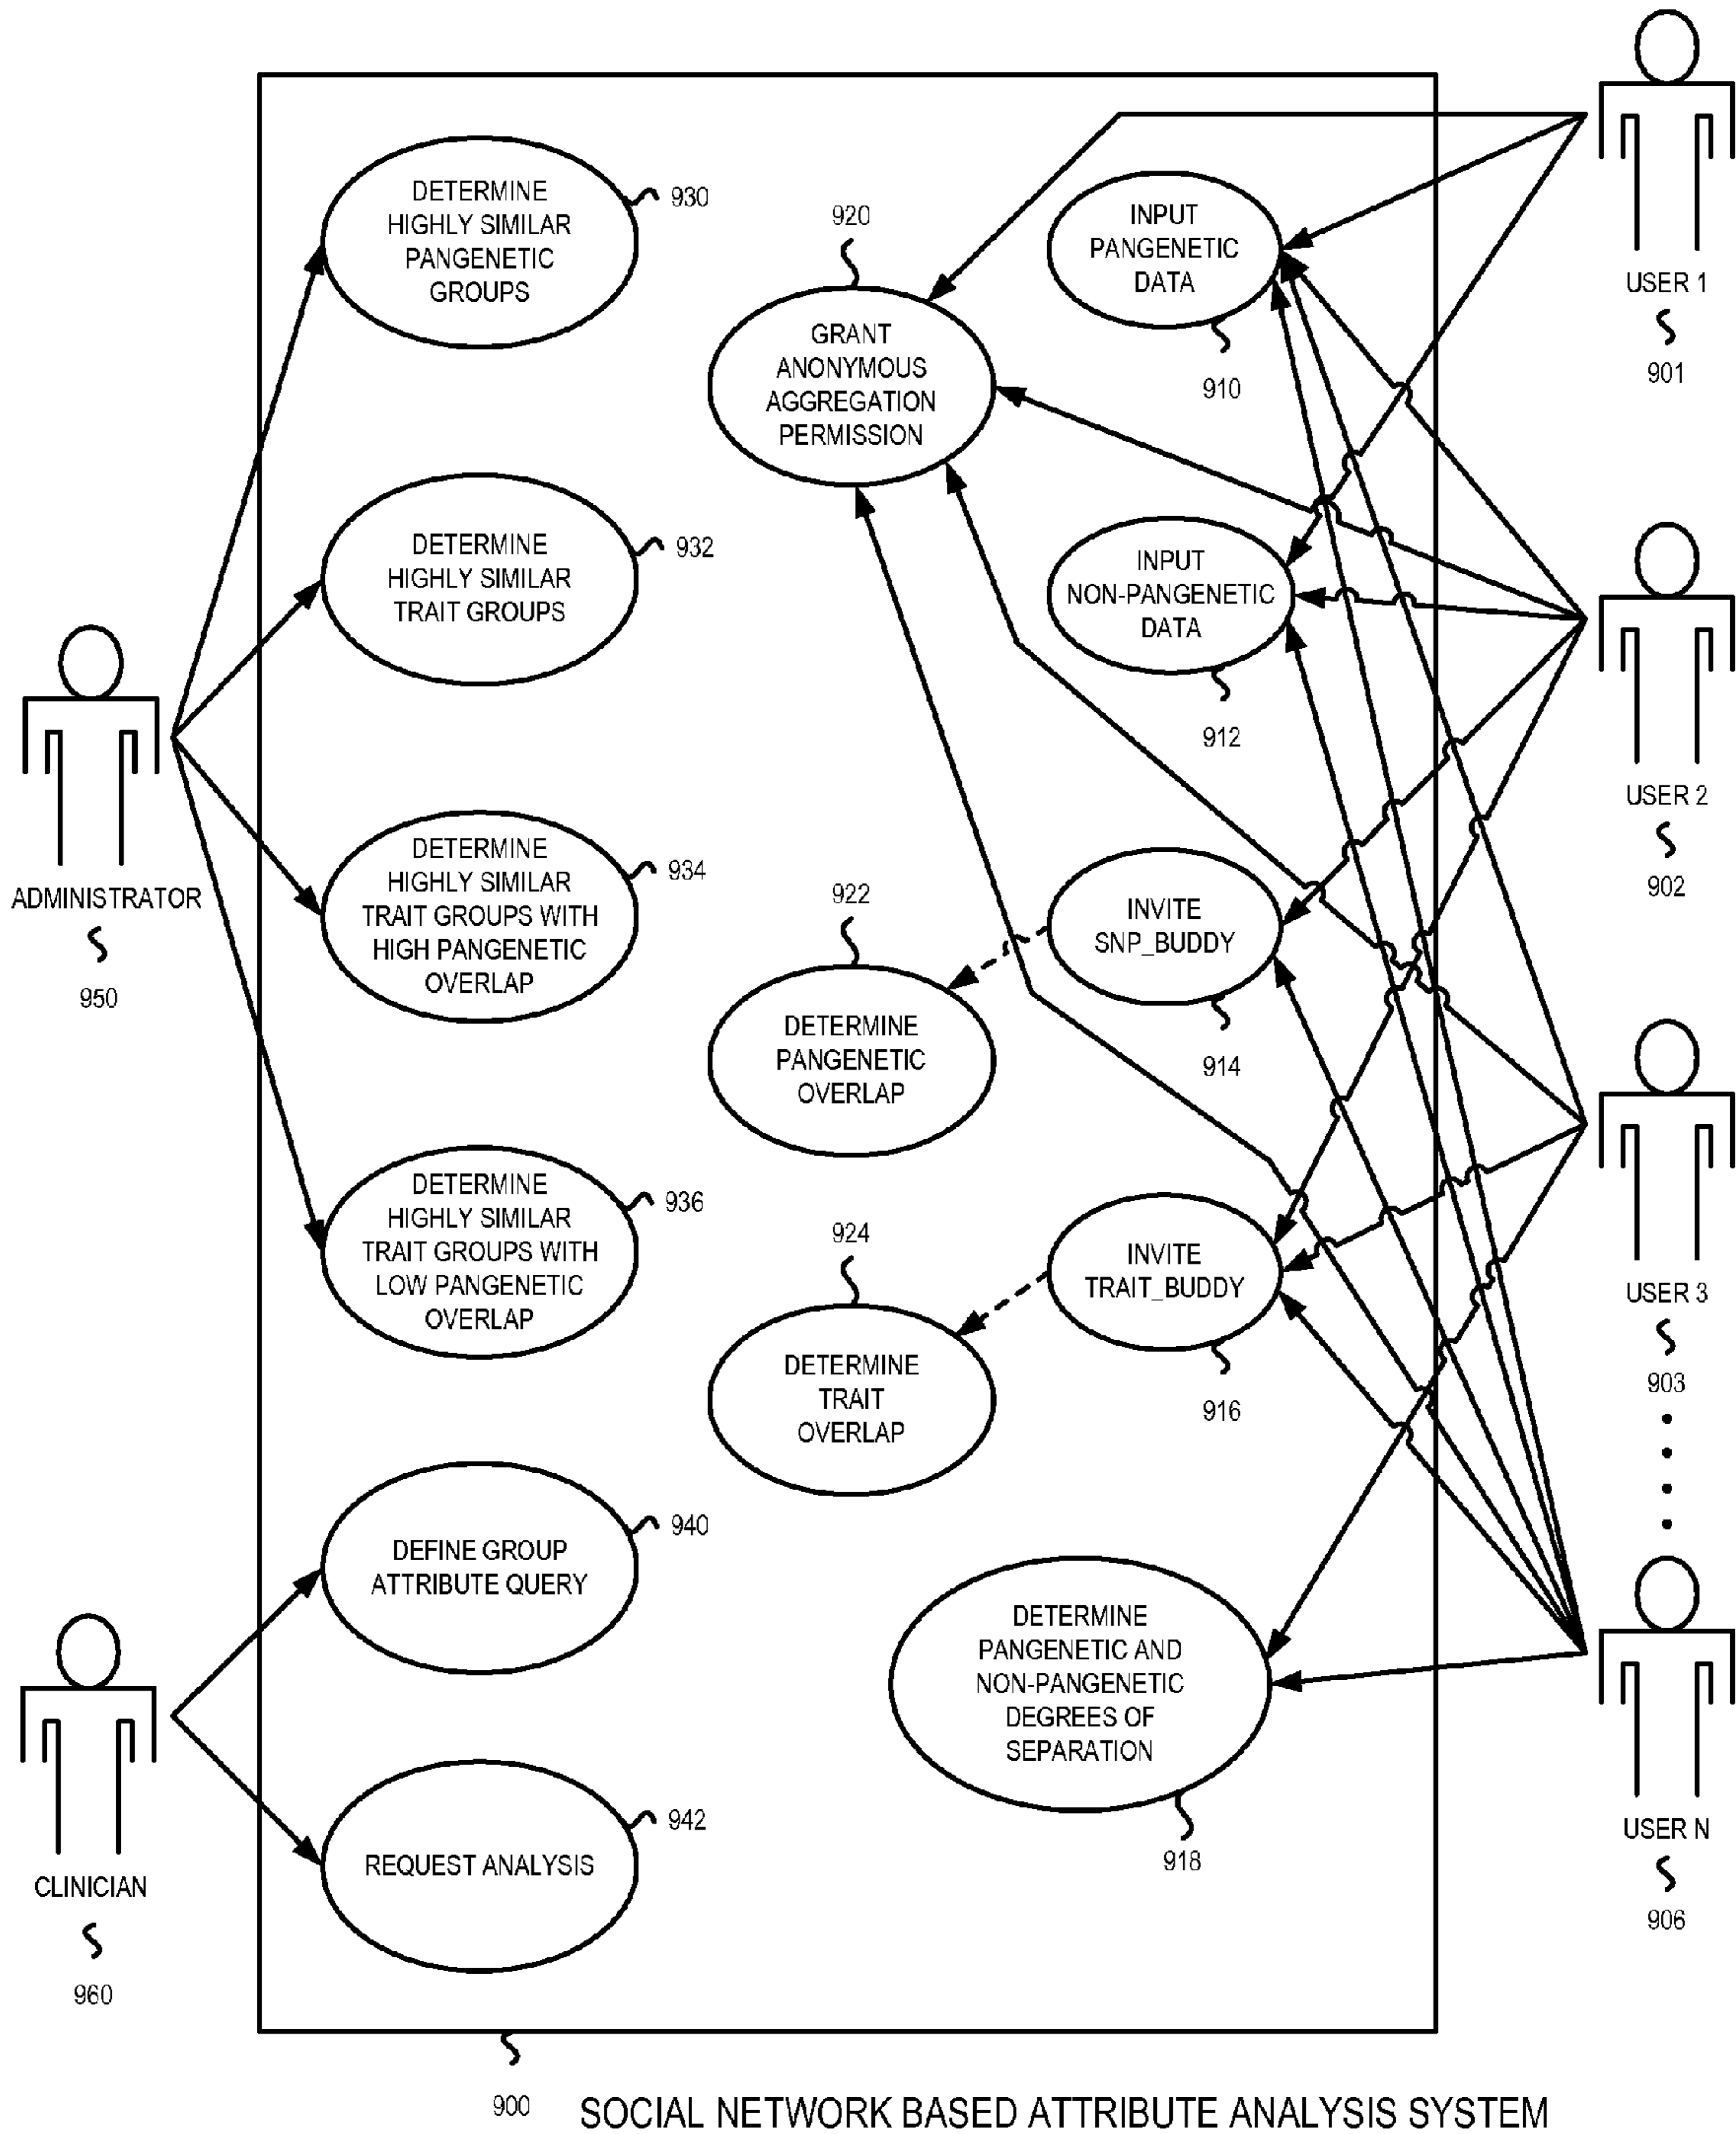 DETERMINE
HIGHLY SIMILAR
PANGENETIC
GROUPS
930
DETERMINE
HIGHLY SIMILAR
TRAIT GROUPS
932
DETERMINE
HIGHLY SIMILAR
TRAIT GROUPS WITH
HIGH PANGENETIC
OVERLAP
934
DETERMINE
HIGHLY SIMILAR
TRAIT GROUPS WITH
LOW PANGENETIC
OVERLAP
936
DEFINE GROUP
ATTRIBUTE QUERY
940
REQUEST ANALYSIS
942
ADMINISTRATOR
950
CLINICIAN
960
920
GRANT
ANONYMOUS
AGGREGATION
PERMISSION
922
DETERMINE
PANGENETIC
OVERLAP
924
DETERMINE
TRAIT
OVERLAP
INPUT
PANGENETIC
DATA
910
INPUT
NON-PANGENETIC
DATA
912
INVITE
SNP_BUDDY
914
INVITE
TRAIT_BUDDY
916
DETERMINE
PANGENETIC AND
NON-PANGENETIC
DEGREES OF
SEPARATION
918
USER 1
901
USER 2
902
USER 3
903
USER N
906
900
SOCIAL NETWORK BASED ATTRIBUTE ANALYSIS SYSTEM